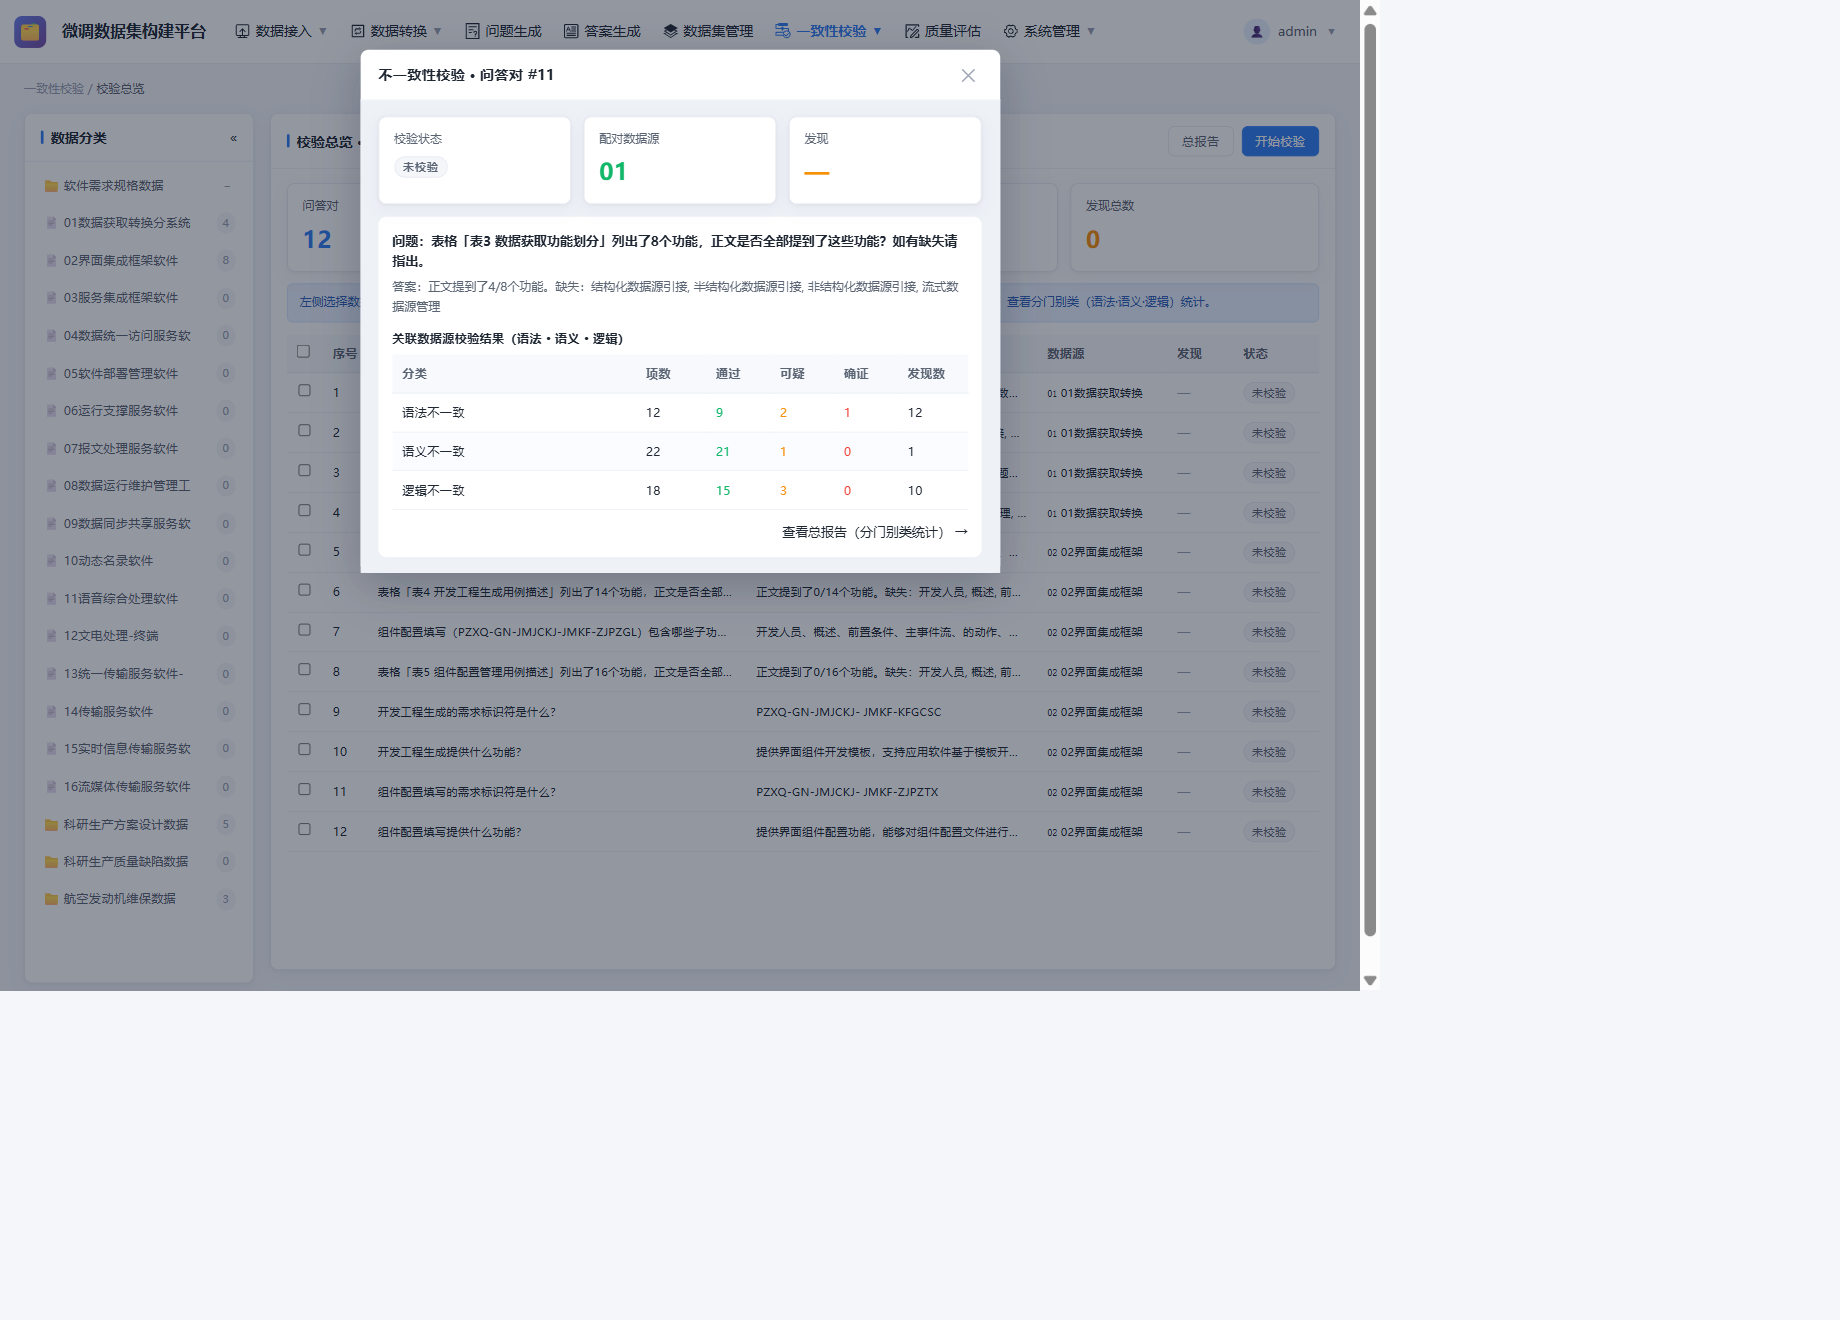 微调数据集构建平台
数据接入
数据转换
问题生成
答案生成
数据集管理
一致性校验
质量评估
系统管理
admin
一致性校验 / 校验总览
数据分类
«
软件需求规格数据 –
01数据获取转换分系统 4
02界面集成框架软件 8
03服务集成框架软件 0
04数据统一访问服务软 0
05软件部署管理软件 0
06运行支撑服务软件 0
07报文处理服务软件 0
08数据运行维护管理工 0
09数据同步共享服务软 0
10动态名录软件 0
11语音综合处理软件 0
12文电处理-终端 0
13统一传输服务软件- 0
14传输服务软件 0
15实时信息传输服务软 0
16流媒体传输服务软件 0
科研生产方案设计数据 5
科研生产质量缺陷数据 0
航空发动机维保数据 3
校验总览 •
总报告
开始校验
问答对
12
发现总数
0
左侧选择数
查看分门别类（语法·语义·逻辑）统计。
序号 数据源 发现 状态
1 数... 01 01数据获取转换 — 未校验
2 , ... 01 01数据获取转换 — 未校验
3 题... 01 01数据获取转换 — 未校验
4 理, ... 01 01数据获取转换 — 未校验
5 ... 02 02界面集成框架 — 未校验
6 表格「表4 开发工程生成用例描述」列出了14个功能，正文是否全部... 正文提到了0/14个功能。缺失：开发人员, 概述, 前... 02 02界面集成框架 — 未校验
7 组件配置填写（PZXQ-GN-JMJCKJ-JMKF-ZJPZGL）包含哪些子功... 开发人员、概述、前置条件、主事件流、的动作、... 02 02界面集成框架 — 未校验
8 表格「表5 组件配置管理用例描述」列出了16个功能，正文是否全部... 正文提到了0/16个功能。缺失：开发人员, 概述, 前... 02 02界面集成框架 — 未校验
9 开发工程生成的需求标识符是什么？ PZXQ-GN-JMJCKJ- JMKF-KFGCSC 02 02界面集成框架 — 未校验
10 开发工程生成提供什么功能？ 提供界面组件开发模板，支持应用软件基于模板开... 02 02界面集成框架 — 未校验
11 组件配置填写的需求标识符是什么？ PZXQ-GN-JMJCKJ- JMKF-ZJPZTX 02 02界面集成框架 — 未校验
12 组件配置填写提供什么功能？ 提供界面组件配置功能，能够对组件配置文件进行... 02 02界面集成框架 — 未校验
不一致性校验 • 问答对 #11
校验状态
未校验
配对数据源
01
发现
—
问题：表格「表3 数据获取功能划分」列出了8个功能，正文是否全部提到了这些功能？如有缺失请
指出。
答案：正文提到了4/8个功能。缺失：结构化数据源引接, 半结构化数据源引接, 非结构化数据源引接, 流式数
据源管理
关联数据源校验结果（语法 • 语义 • 逻辑）
分类 项数 通过 可疑 确证 发现数
语法不一致 12 9 2 1 12
语义不一致 22 21 1 0 1
逻辑不一致 18 15 3 0 10
查看总报告（分门别类统计） →